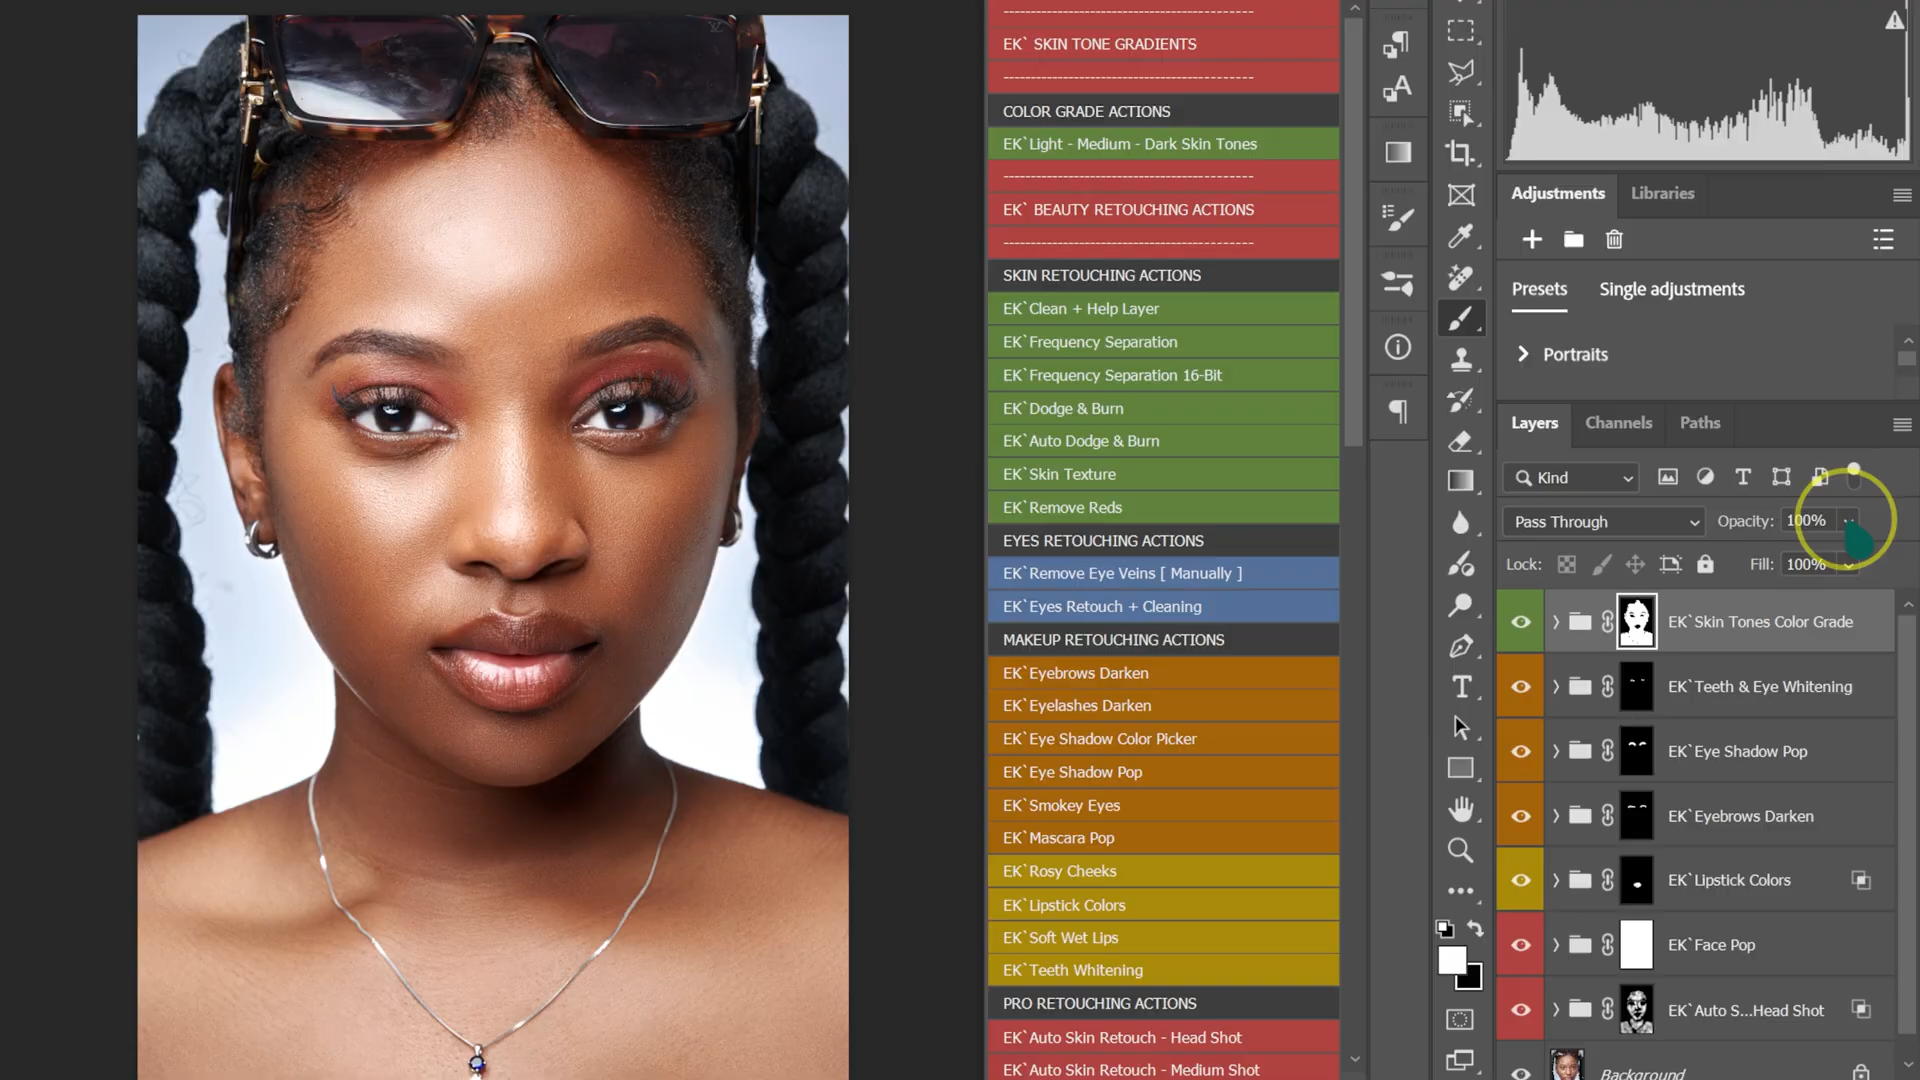 ---------------------------------------------------
EK` SKIN TONE GRADIENTS
---------------------------------------------------
COLOR GRADE ACTIONS
EK`Light - Medium - Dark Skin Tones
---------------------------------------------------
EK` BEAUTY RETOUCHING ACTIONS
---------------------------------------------------
SKIN RETOUCHING ACTIONS
EK`Clean + Help Layer
EK`Frequency Separation
EK`Frequency Separation 16-Bit
EK`Dodge & Burn
EK`Auto Dodge & Burn
EK`Skin Texture
EK`Remove Reds
EYES RETOUCHING ACTIONS
EK`Remove Eye Veins [ Manually ]
EK`Eyes Retouch + Cleaning
MAKEUP RETOUCHING ACTIONS
EK`Eyebrows Darken
EK`Eyelashes Darken
EK`Eye Shadow Color Picker
EK`Eye Shadow Pop
EK`Smokey Eyes
EK`Mascara Pop
EK`Rosy Cheeks
EK`Lipstick Colors
EK`Soft Wet Lips
EK`Teeth Whitening
PRO RETOUCHING ACTIONS
EK`Auto Skin Retouch - Head Shot
EK`Auto Skin Retouch - Medium Shot
Adjustments Libraries
Presets Single adjustments
Portraits
Layers Channels Paths
Kind
Pass Through Opacity: 100%
Lock: Fill: 100%
EK`Skin Tones Color Grade
EK`Teeth & Eye Whitening
EK`Eye Shadow Pop
EK`Eyebrows Darken
EK`Lipstick Colors
EK`Face Pop
EK`Auto S...Head Shot
Background